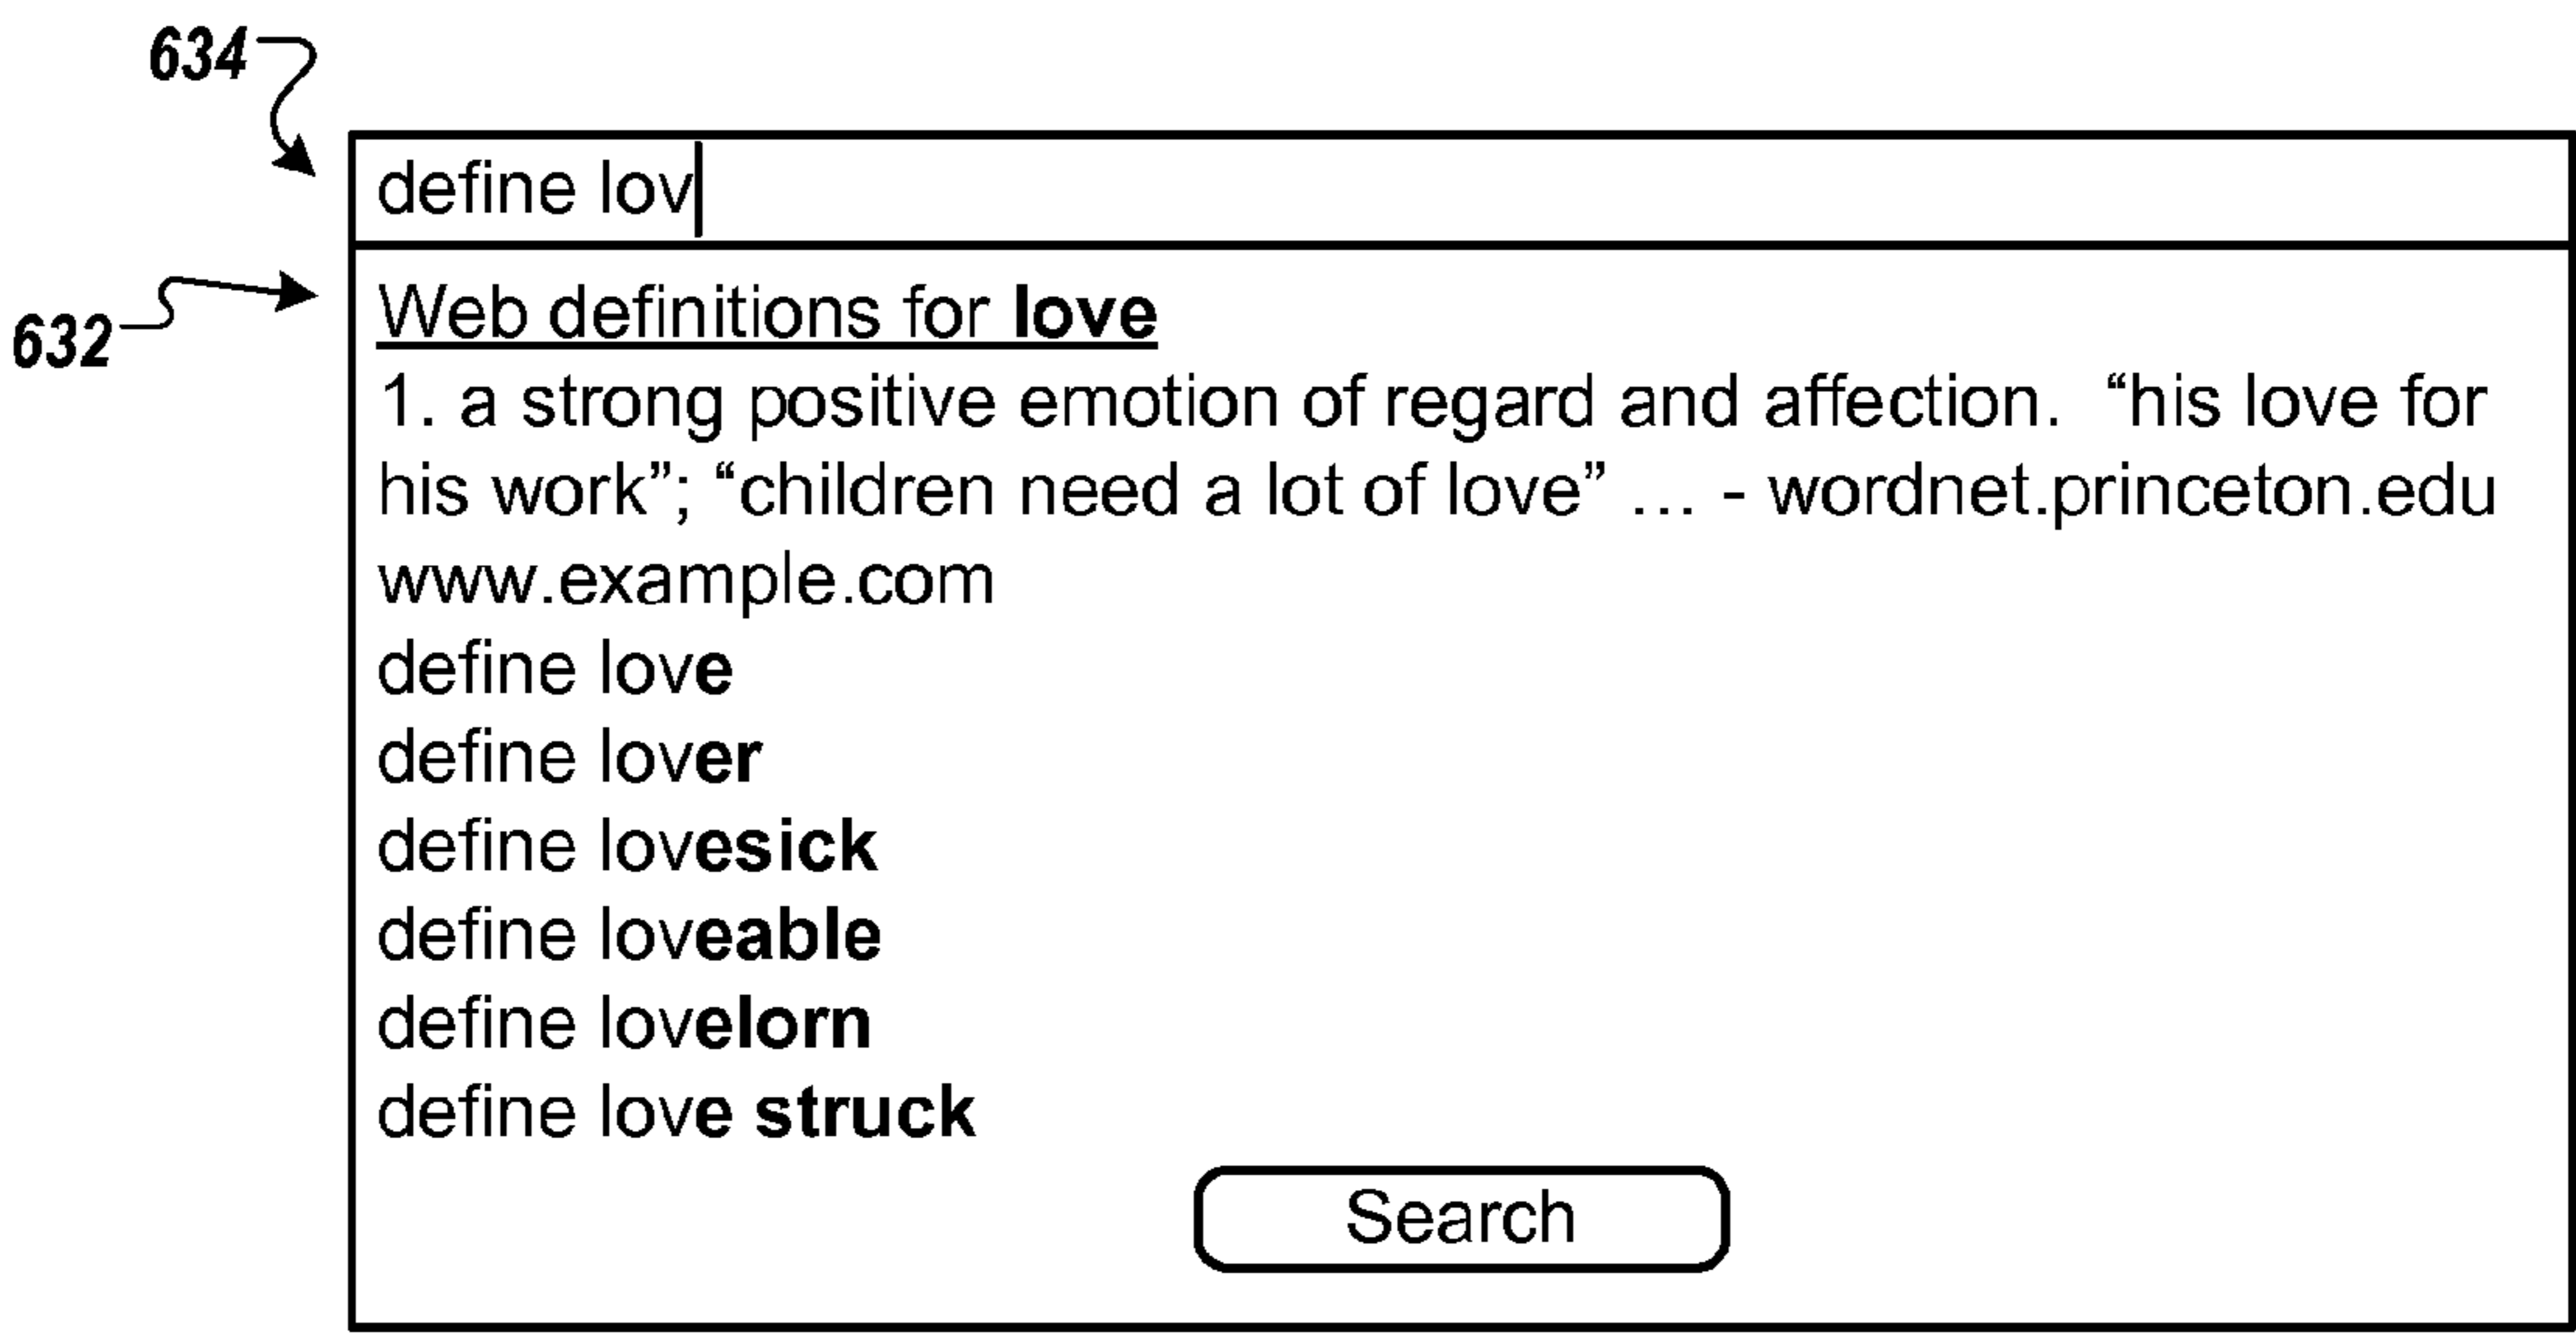 634
define lov
632
Web definitions for love
1. a strong positive emotion of regard and affection.  “his love for
his work”; “children need a lot of love” … - wordnet.princeton.edu
www.example.com
define love
define lover
define lovesick
define loveable
define lovelorn
define love struck
Search